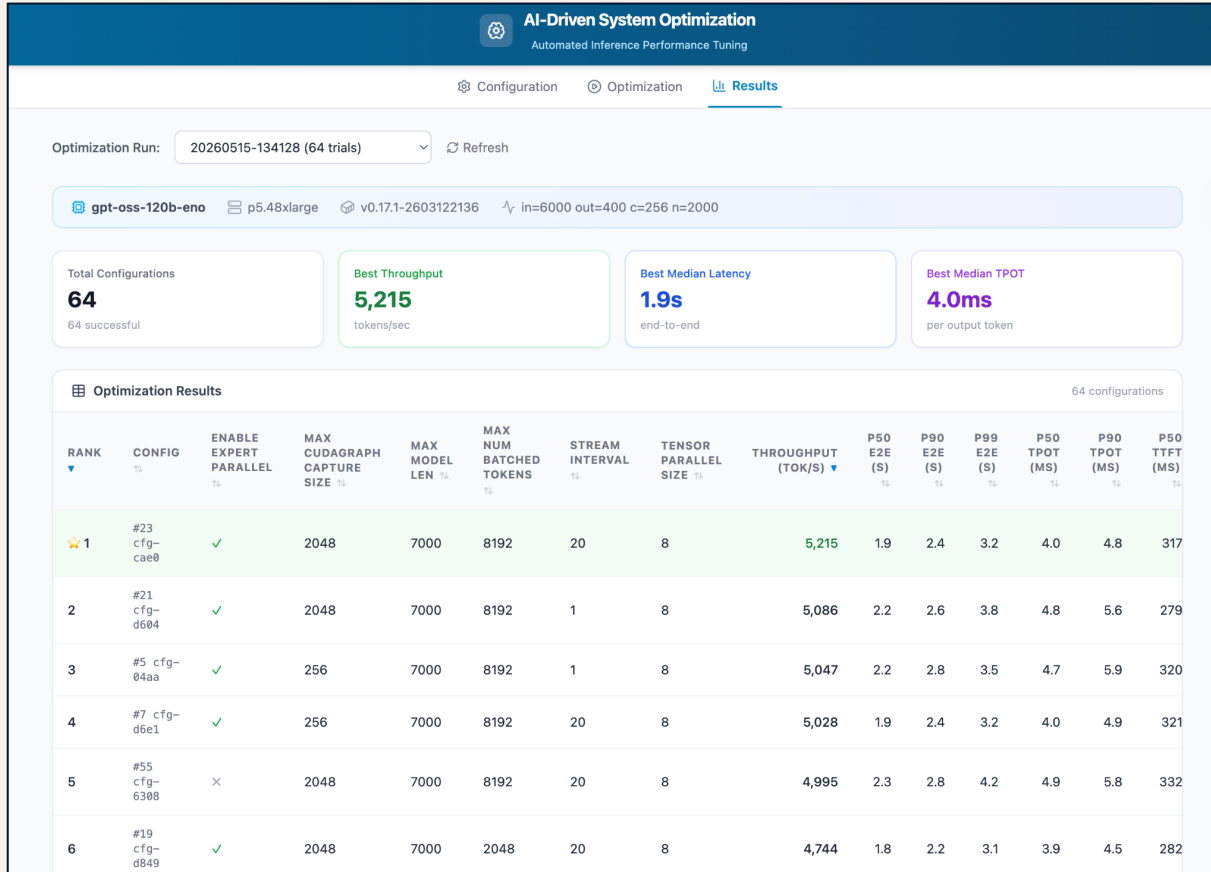 AI-Driven System Optimization
Automated Inference Performance Tuning
Configuration Optimization Results
Optimization Run: 20260515-134128 (64 trials) Refresh
gpt-oss-120b-eno p5.48xlarge v0.17.1-2603122136 in=6000 out=400 c=256 n=2000
Total Configurations
64
64 successful
Best Throughput
5,215
tokens/sec
Best Median Latency
1.9s
end-to-end
Best Median TPOT
4.0ms
per output token
Optimization Results 64 configurations
RANK
CONFIG
ENABLE
EXPERT
PARALLEL
MAX
CUDAGRAPH
CAPTURE
SIZE
MAX
MODEL
LEN
MAX
NUM
BATCHED
TOKENS
STREAM
INTERVAL
TENSOR
PARALLEL
SIZE
THROUGHPUT
(TOK/S)
P50
E2E
(S)
P90
E2E
(S)
P99
E2E
(S)
P50
TPOT
(MS)
P90
TPOT
(MS)
P50
TTFT
(MS)
1 #23 cfg-cae0 ✓ 2048 7000 8192 20 8 5,215 1.9 2.4 3.2 4.0 4.8 317
2 #21 cfg-d604 ✓ 2048 7000 8192 1 8 5,086 2.2 2.6 3.8 4.8 5.6 279
3 #5 cfg-04aa ✓ 256 7000 8192 1 8 5,047 2.2 2.8 3.5 4.7 5.9 320
4 #7 cfg-d6e1 ✓ 256 7000 8192 20 8 5,028 1.9 2.4 3.2 4.0 4.9 321
5 #55 cfg-6308 × 2048 7000 8192 20 8 4,995 2.3 2.8 4.2 4.9 5.8 332
6 #19 cfg-d849 ✓ 2048 7000 2048 20 8 4,744 1.8 2.2 3.1 3.9 4.5 282